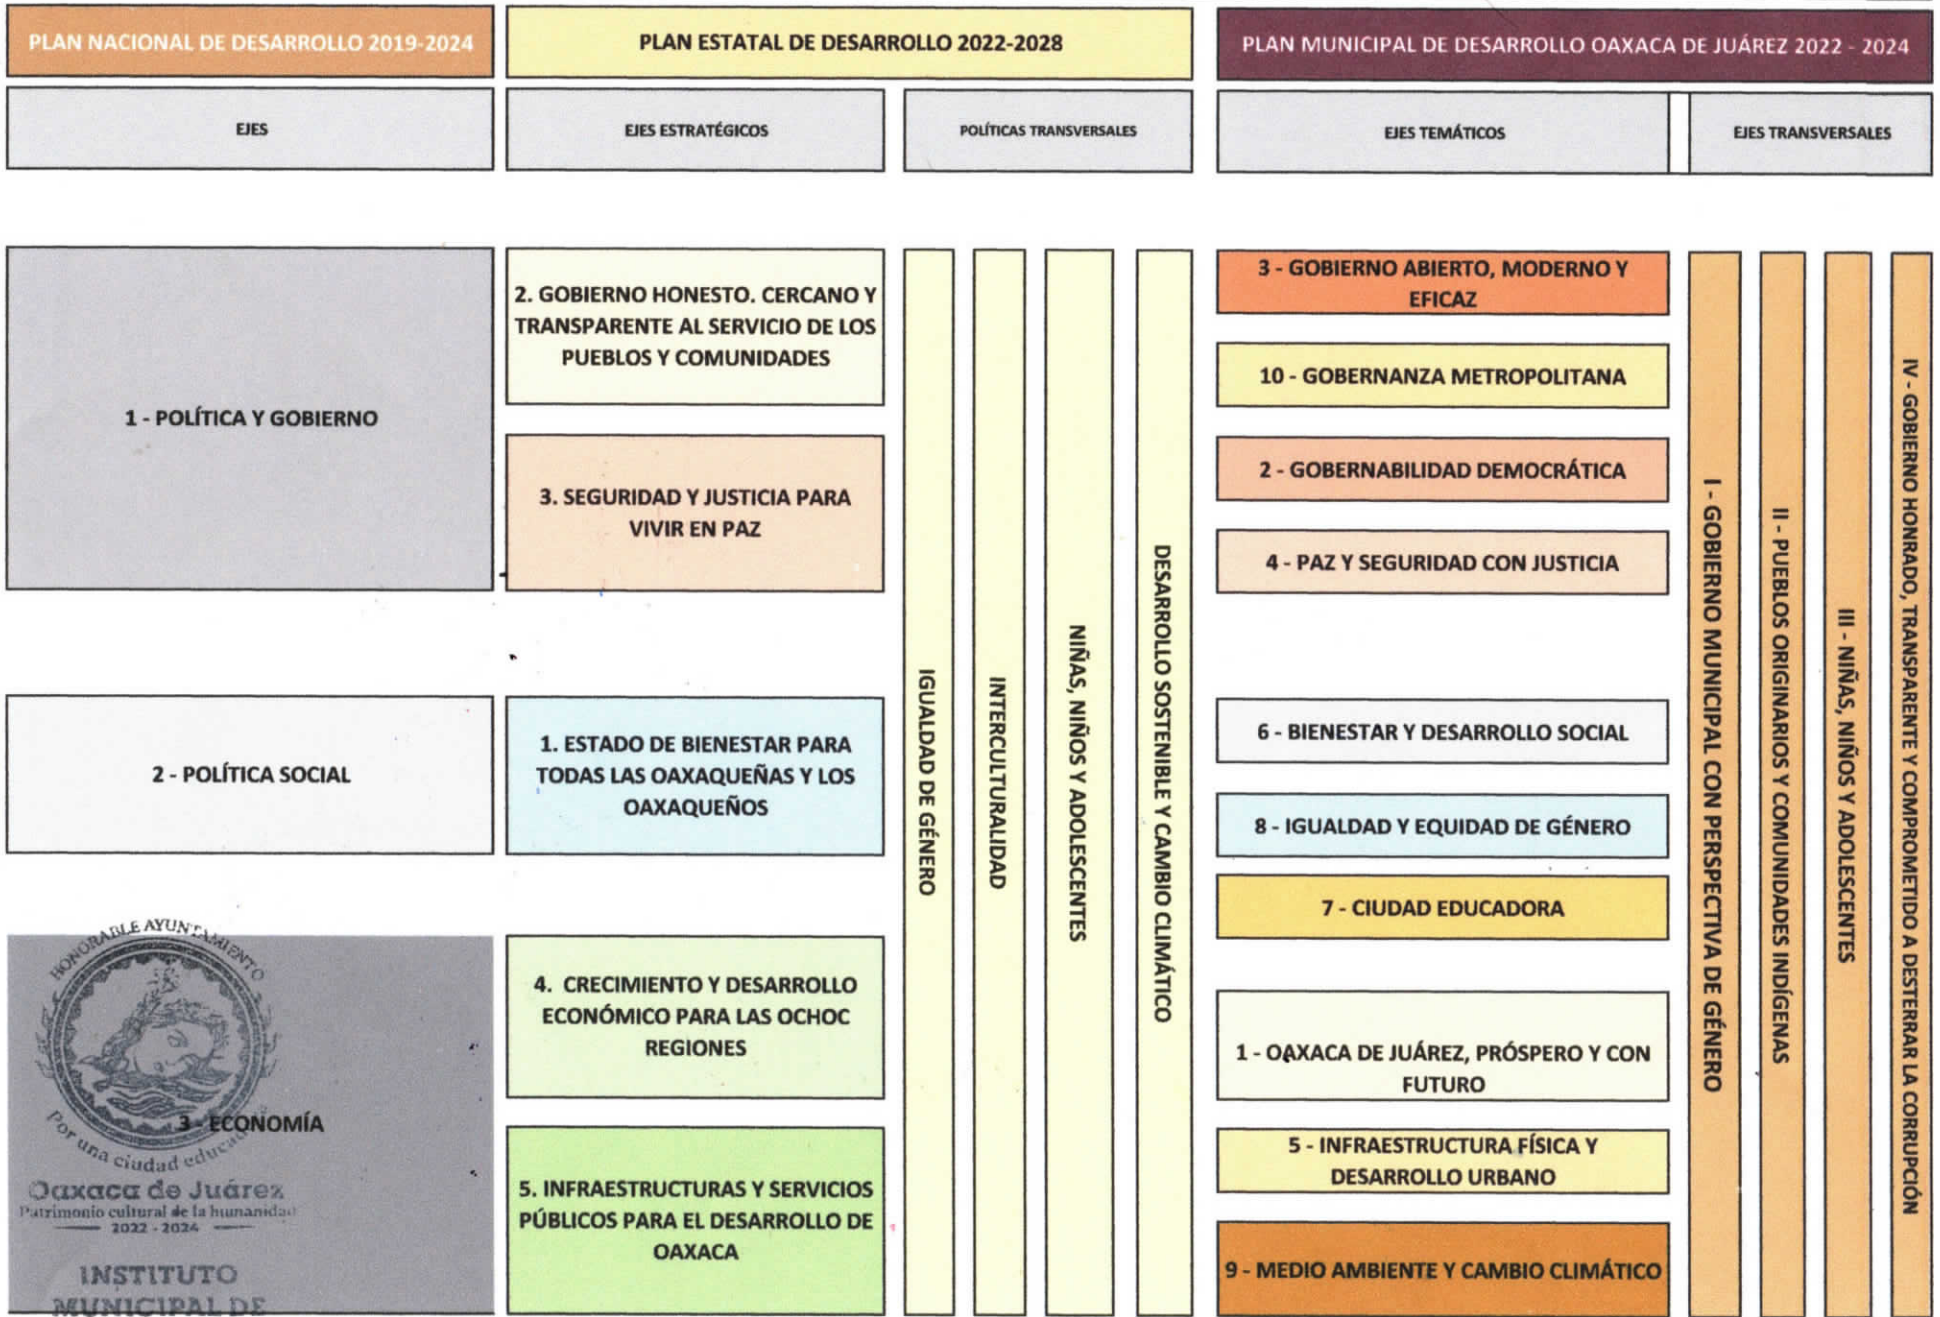 PLAN NACIONAL DE DESARROLLO 2019-2024
PLAN ESTATAL DE DESARROLLO 2022-2028
PLAN MUNICIPAL DE DESARROLLO OAXACA DE JUÁREZ 2022 - 2024
EJES
EJES ESTRATÉGICOS
POLÍTICAS TRANSVERSALES
EJES TEMÁTICOS
EJES TRANSVERSALES
1 - POLÍTICA Y GOBIERNO
2. GOBIERNO HONESTO. CERCANO Y
TRANSPARENTE AL SERVICIO DE LOS
PUEBLOS Y COMUNIDADES
3. SEGURIDAD Y JUSTICIA PARA
VIVIR EN PAZ
2 - POLÍTICA SOCIAL
1. ESTADO DE BIENESTAR PARA
TODAS LAS OAXAQUEÑAS Y LOS
OAXAQUEÑOS
3 - ECONOMÍA
4. CRECIMIENTO Y DESARROLLO
ECONÓMICO PARA LAS OCHOC
REGIONES
5. INFRAESTRUCTURAS Y SERVICIOS
PÚBLICOS PARA EL DESARROLLO DE
OAXACA
IGUALDAD DE GÉNERO
INTERCULTURALIDAD
NIÑAS, NIÑOS Y ADOLESCENTES
DESARROLLO SOSTENIBLE Y CAMBIO CLIMÁTICO
3 - GOBIERNO ABIERTO, MODERNO Y
EFICAZ
10 - GOBERNANZA METROPOLITANA
2 - GOBERNABILIDAD DEMOCRÁTICA
4 - PAZ Y SEGURIDAD CON JUSTICIA
6 - BIENESTAR Y DESARROLLO SOCIAL
8 - IGUALDAD Y EQUIDAD DE GÉNERO
7 - CIUDAD EDUCADORA
1 - OAXACA DE JUÁREZ, PRÓSPERO Y CON
FUTURO
5 - INFRAESTRUCTURA FÍSICA Y
DESARROLLO URBANO
9 - MEDIO AMBIENTE Y CAMBIO CLIMÁTICO
I - GOBIERNO MUNICIPAL CON PERSPECTIVA DE GÉNERO
II - PUEBLOS ORIGINARIOS Y COMUNIDADES INDÍGENAS
III - NIÑAS, NIÑOS Y ADOLESCENTES
IV - GOBIERNO HONRADO, TRANSPARENTE Y COMPROMETIDO A DESTERRAR LA CORRUPCIÓN
HONORABLE AYUNTAMIENTO
Por una ciudad
Oaxaca de Juárez
Patrimonio cultural de la humanidad
2022 - 2024
INSTITUTO
MUNICIPAL DE